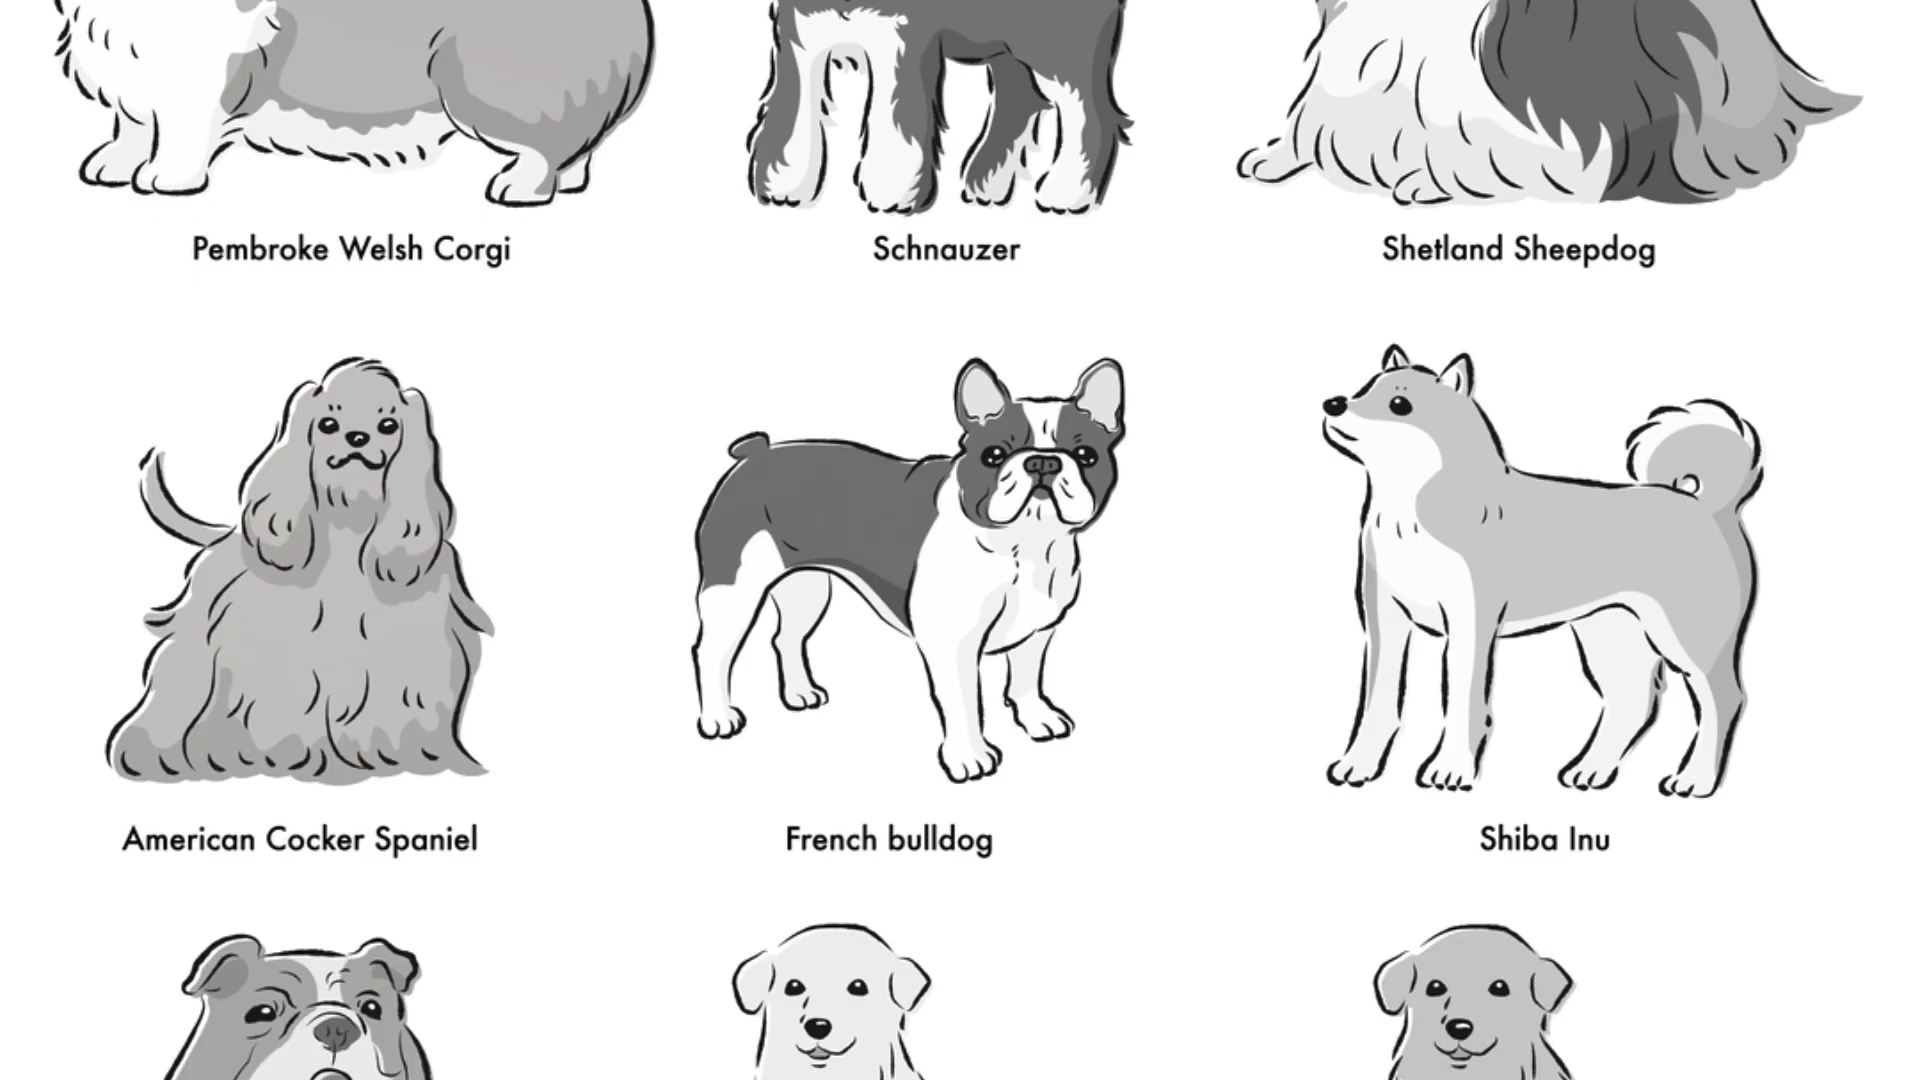 Pembroke Welsh Corgi
Schnauzer
Shetland Sheepdog
American Cocker Spaniel
French bulldog
Shiba Inu